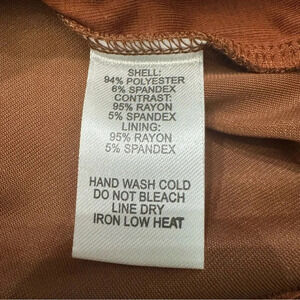 SHELL:
94% POLYESTER
6% SPANDEX
CONTRAST:
95% RAYON
5% SPANDEX
LINING:
95% RAYON
5% SPANDEX
HAND WASH COLD
DO NOT BLEACH
LINE DRY
IRON LOW HEAT